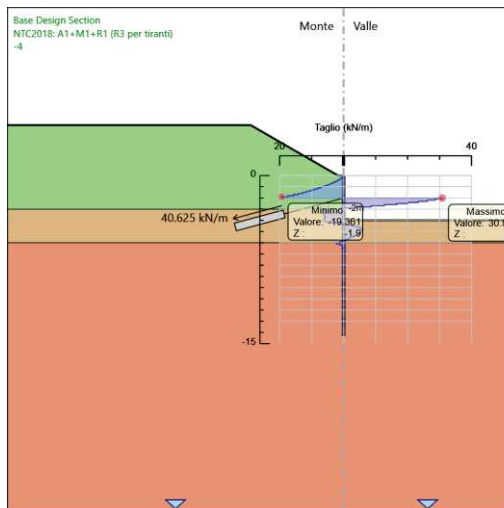 Base Design Section
NTC2018: A1+M1+R1 (R3 per tiranti)
-4
Monte
Valle
Taglio (kN/m)
20
40
0
40.625 kN/m
-2m
Minimo
Valore: -19.361
Z : -1.9
Massimo
Valore: 30.
Z :
-15